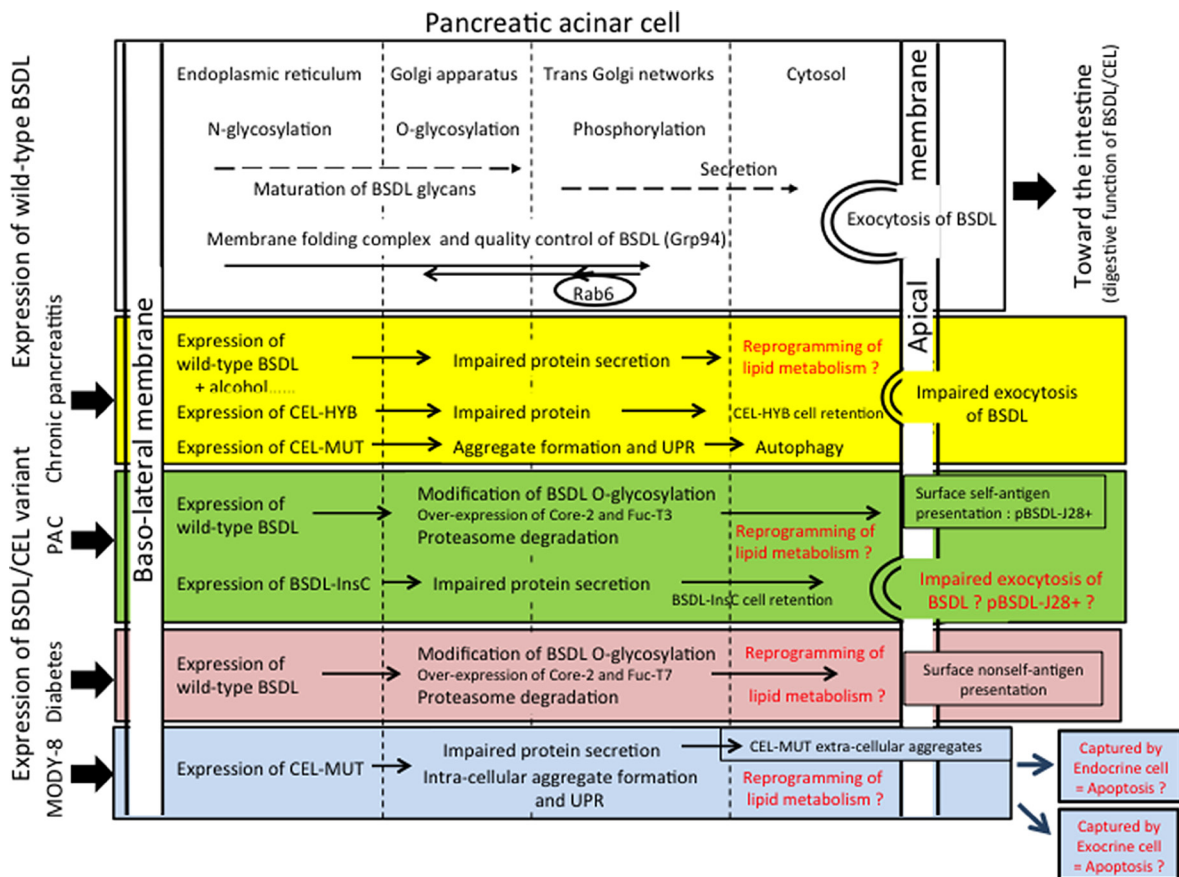 Pancreatic acinar cell
Expression of wild-type BSDL
Endoplasmic reticulum
Golgi apparatus
Trans Golgi networks
Cytosol
N-glycosylation
O-glycosylation
Phosphorylation
Maturation of BSDL glycans
Secretion
Membrane folding complex and quality control of BSDL (Grp94)
Rab6
Exocytosis of BSDL
Apical membrane
Baso-lateral membrane
Toward the intestine
(digestive function of BSDL/CEL)
Expression of BSDL/CEL variant
Chronic pancreatitis
Expression of
wild-type BSDL
+ alcohol......
Impaired protein secretion
Reprogramming of
lipid metabolism ?
Expression of CEL-HYB
Impaired protein
CEL-HYB cell retention
Impaired exocytosis
of BSDL
Expression of CEL-MUT
Aggregate formation and UPR
Autophagy
PAC
Expression of
wild-type BSDL
Modification of BSDL O-glycosylation
Over-expression of Core-2 and Fuc-T3
Proteasome degradation
Reprogramming of
lipid metabolism ?
Surface self-antigen
presentation : pBSDL-J28+
Expression of BSDL-InsC
Impaired protein secretion
BSDL-InsC cell retention
Impaired exocytosis of
BSDL ? pBSDL-J28+ ?
Diabetes
Expression of
wild-type BSDL
Modification of BSDL O-glycosylation
Over-expression of Core-2 and Fuc-T7
Proteasome degradation
Reprogramming of
lipid metabolism ?
Surface nonself-antigen
presentation
MODY-8
Expression of CEL-MUT
Impaired protein secretion
Intra-cellular aggregate formation
and UPR
CEL-MUT extra-cellular aggregates
Reprogramming of
lipid metabolism ?
Captured by
Endocrine cell
= Apoptosis ?
Captured by
Exocrine cell
= Apoptosis ?